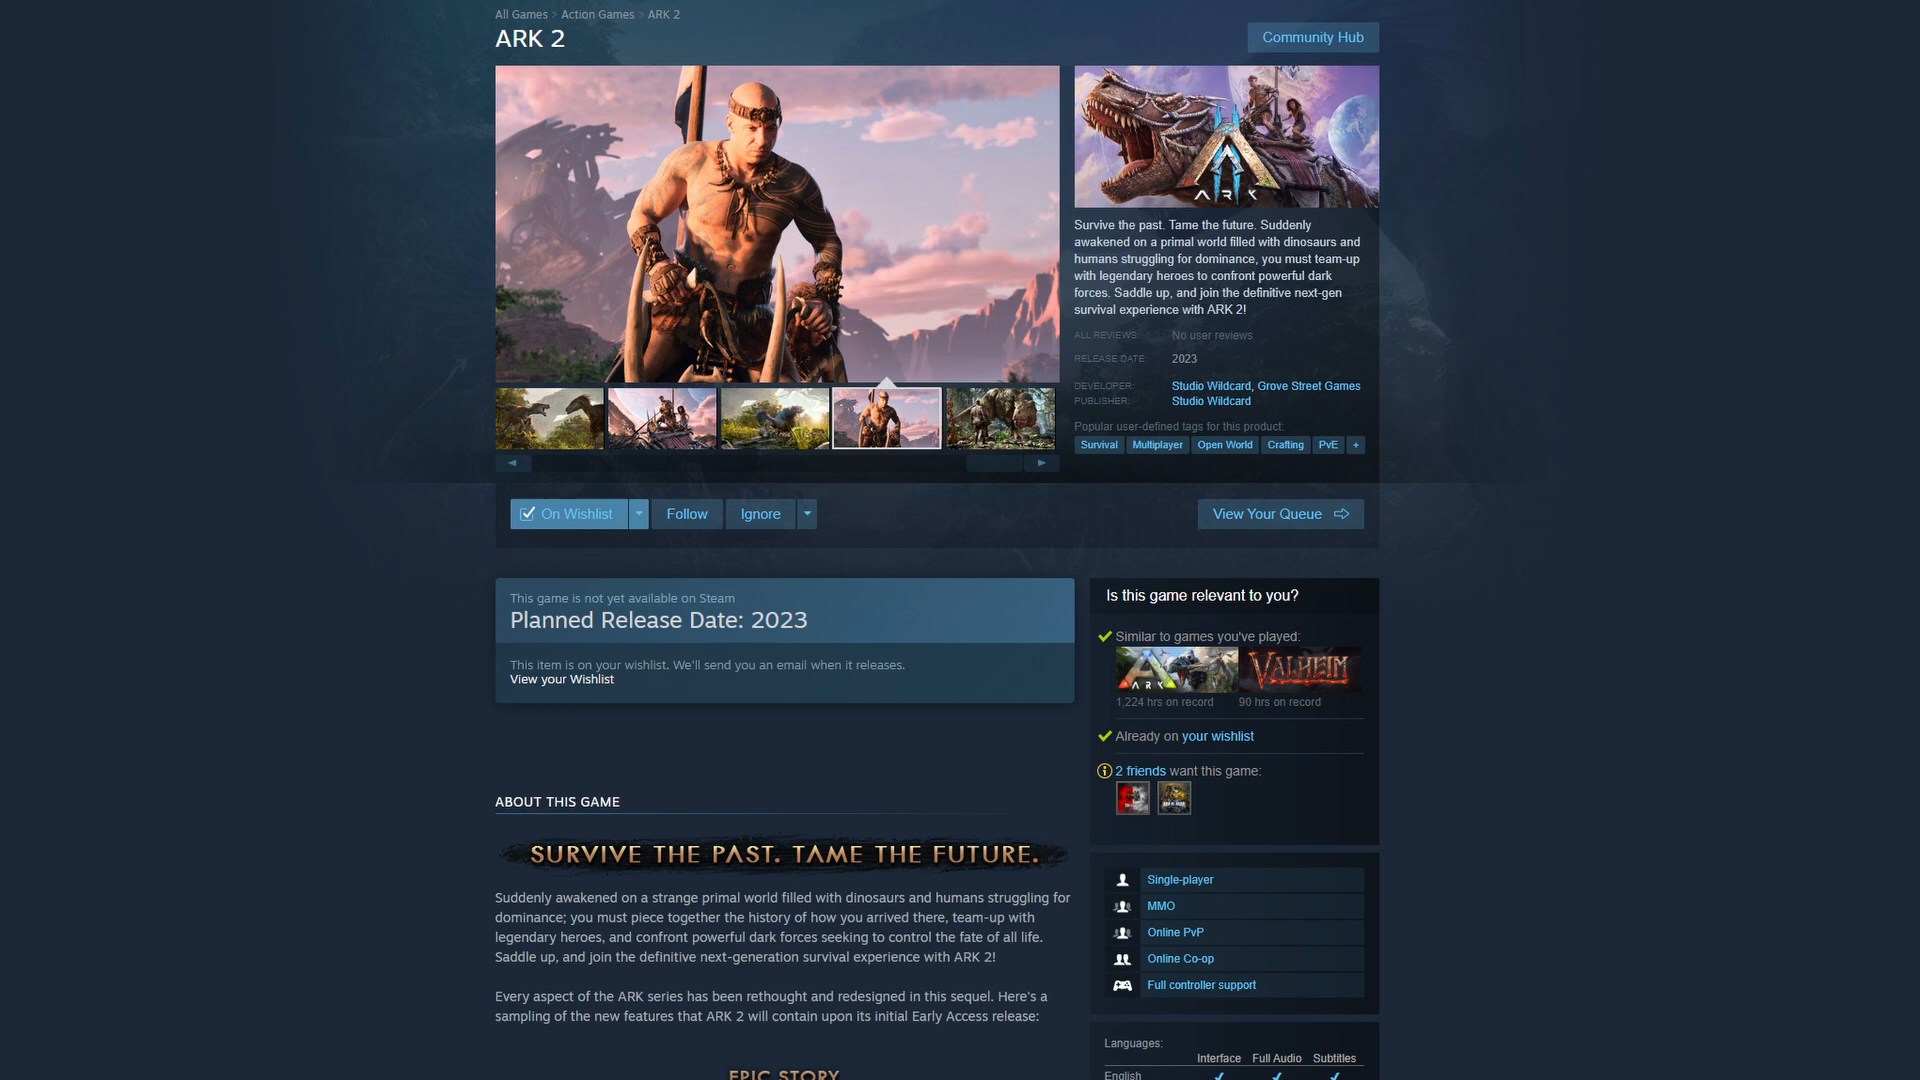 All Games > Action Games > ARK 2
ARK 2
Community Hub
ARK
Survive the past. Tame the future. Suddenly
awakened on a primal world filled with dinosaurs and
humans struggling for dominance, you must team-up
with legendary heroes to confront powerful dark
forces. Saddle up, and join the definitive next-gen
survival experience with ARK 2!
ALL REVIEWS: No user reviews
RELEASE DATE: 2023
DEVELOPER: Studio Wildcard, Grove Street Games
PUBLISHER: Studio Wildcard
Popular user-defined tags for this product:
Survival Multiplayer Open World Crafting PvE +
On Wishlist Follow Ignore
View Your Queue
This game is not yet available on Steam
Planned Release Date: 2023
This item is on your wishlist. We'll send you an email when it releases.
View your Wishlist
Is this game relevant to you?
Similar to games you've played:
ARK VALHEIM
1,224 hrs on record 90 hrs on record
Already on your wishlist
2 friends want this game:
ABOUT THIS GAME
SURVIVE THE PAST. TAME THE FUTURE.
Suddenly awakened on a strange primal world filled with dinosaurs and humans struggling for
dominance; you must piece together the history of how you arrived there, team-up with
legendary heroes, and confront powerful dark forces seeking to control the fate of all life.
Saddle up, and join the definitive next-generation survival experience with ARK 2!
Every aspect of the ARK series has been rethought and redesigned in this sequel. Here's a
sampling of the new features that ARK 2 will contain upon its initial Early Access release:
EPIC STORY
Single-player
MMO
Online PvP
Online Co-op
Full controller support
Languages:
Interface Full Audio Subtitles
English